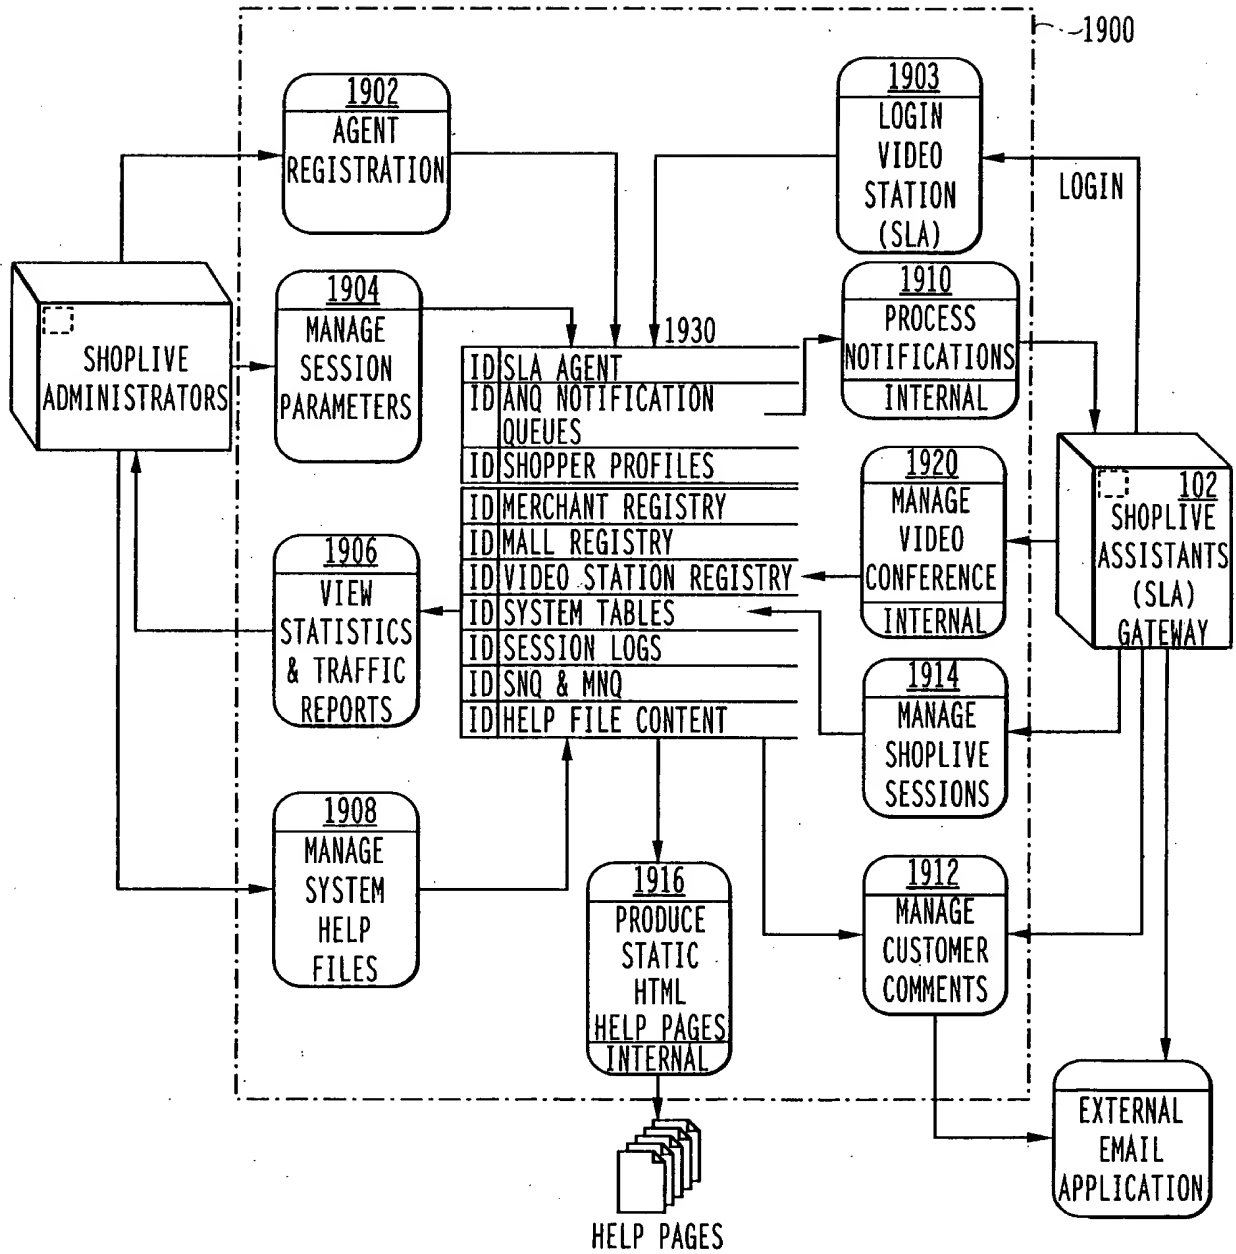 1900
1902
AGENT
REGISTRATION
1903
LOGIN
VIDEO
STATION
(SLA)
LOGIN
SHOPLIVE
ADMINISTRATORS
1904
MANAGE
SESSION
PARAMETERS
1910
PROCESS
NOTIFICATIONS
INTERNAL
1930
ID SLA AGENT
ID ANQ NOTIFICATION
QUEUES
ID SHOPPER PROFILES
ID MERCHANT REGISTRY
ID MALL REGISTRY
ID VIDEO STATION REGISTRY
ID SYSTEM TABLES
ID SESSION LOGS
ID SNQ & MNQ
ID HELP FILE CONTENT
1920
MANAGE
VIDEO
CONFERENCE
INTERNAL
102
SHOPLIVE
ASSISTANTS
(SLA)
GATEWAY
1906
VIEW
STATISTICS
& TRAFFIC
REPORTS
1914
MANAGE
SHOPLIVE
SESSIONS
1908
MANAGE
SYSTEM
HELP
FILES
1916
PRODUCE
STATIC
HTML
HELP PAGES
INTERNAL
1912
MANAGE
CUSTOMER
COMMENTS
EXTERNAL
EMAIL
APPLICATION
HELP PAGES